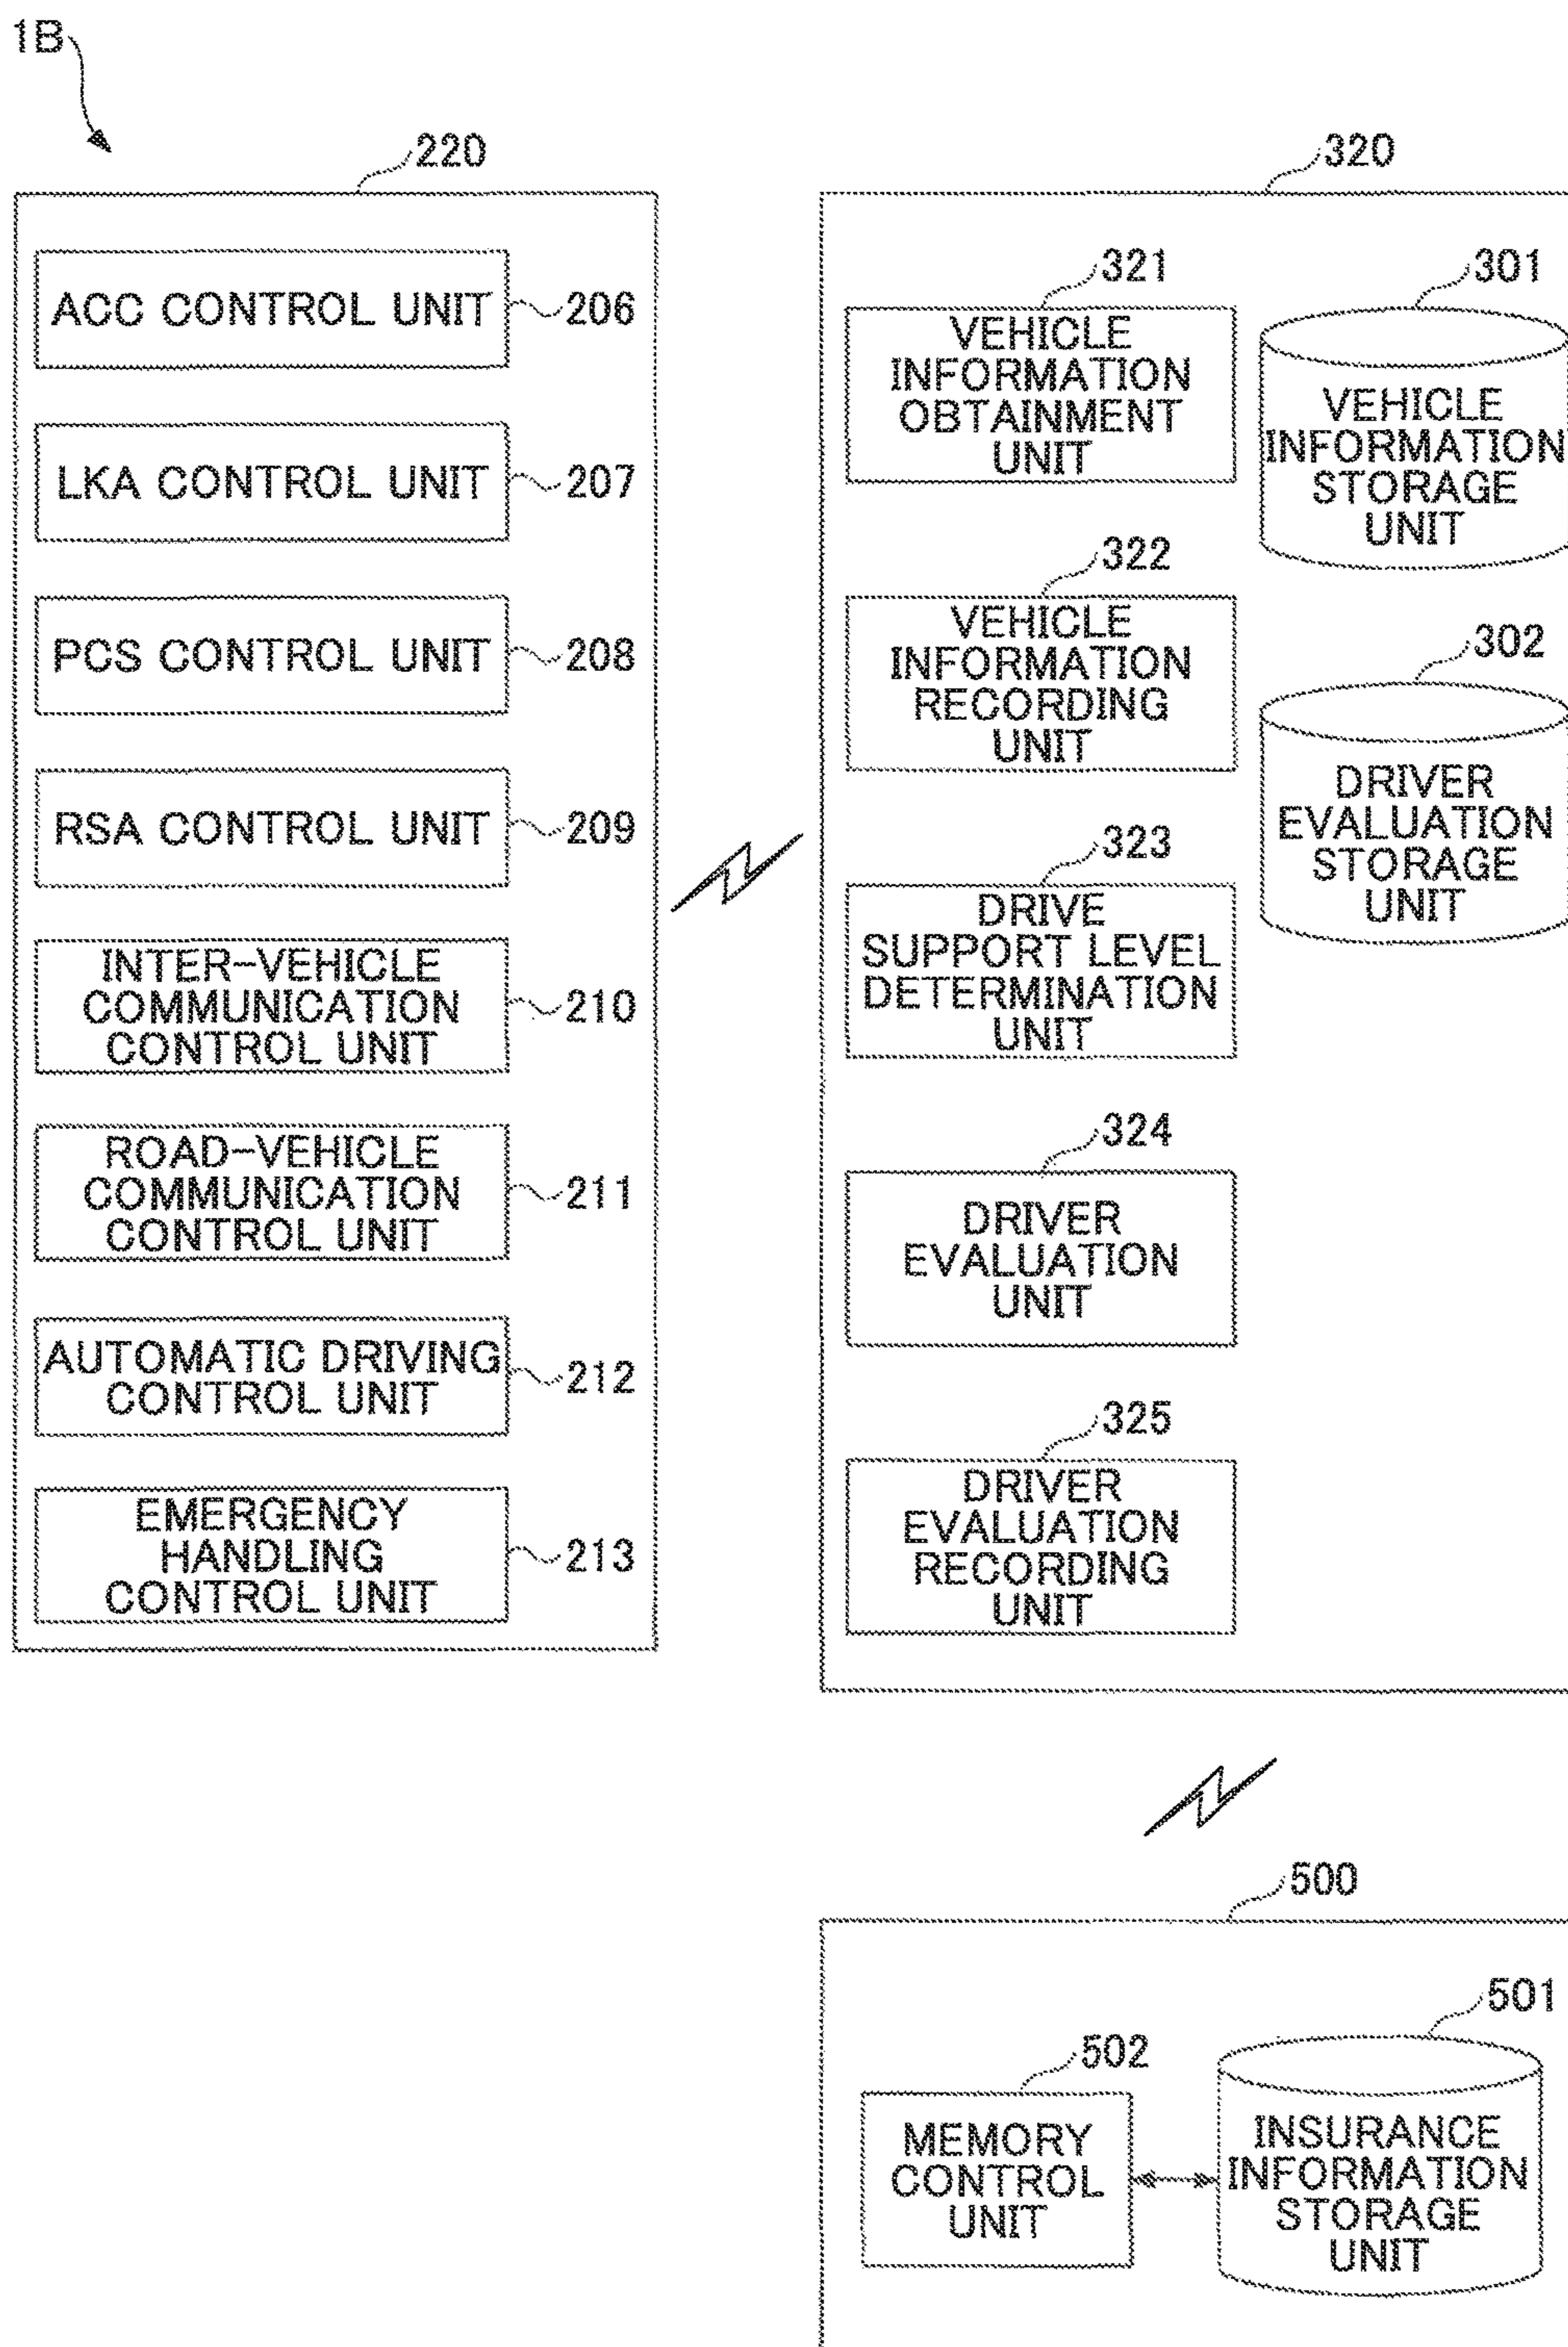 1B
220
ACC CONTROL UNIT
206
LKA CONTROL UNIT
207
PCS CONTROL UNIT
208
RSA CONTROL UNIT
209
INTER-VEHICLE
COMMUNICATION
CONTROL UNIT
210
ROAD-VEHICLE
COMMUNICATION
CONTROL UNIT
211
AUTOMATIC DRIVING
CONTROL UNIT
212
EMERGENCY
HANDLING
CONTROL UNIT
213
320
321
VEHICLE
INFORMATION
OBTAINMENT
UNIT
301
VEHICLE
INFORMATION
STORAGE
UNIT
322
VEHICLE
INFORMATION
RECORDING
UNIT
302
DRIVER
EVALUATION
STORAGE
UNIT
323
DRIVE
SUPPORT LEVEL
DETERMINATION
UNIT
324
DRIVER
EVALUATION
UNIT
325
DRIVER
EVALUATION
RECORDING
UNIT
500
502
MEMORY
CONTROL
UNIT
501
INSURANCE
INFORMATION
STORAGE
UNIT